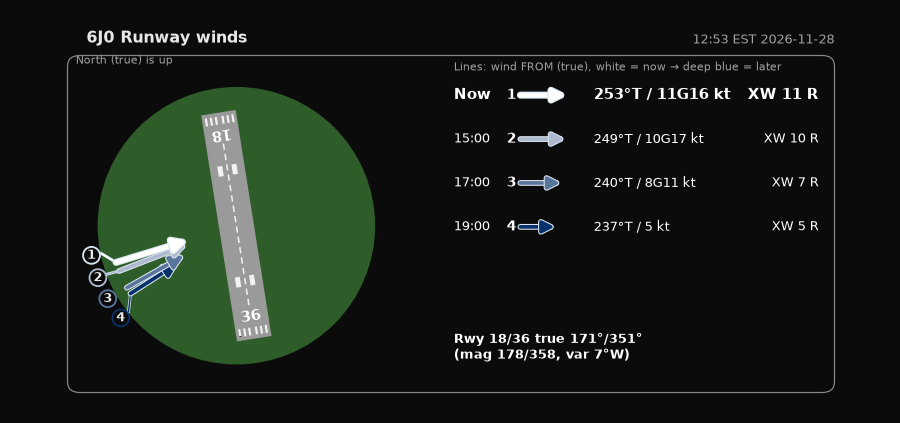 6J0 Runway winds
12:53 EST 2026-11-28
North (true) is up
Lines: wind FROM (true), white = now → deep blue = later
Now 1 253°T / 11G16 kt XW 11 R
15:00 2 249°T / 10G17 kt XW 10 R
17:00 3 240°T / 8G11 kt XW 7 R
19:00 4 237°T / 5 kt XW 5 R
18
1
2
3
4
36
Rwy 18/36 true 171°/351°
(mag 178/358, var 7°W)